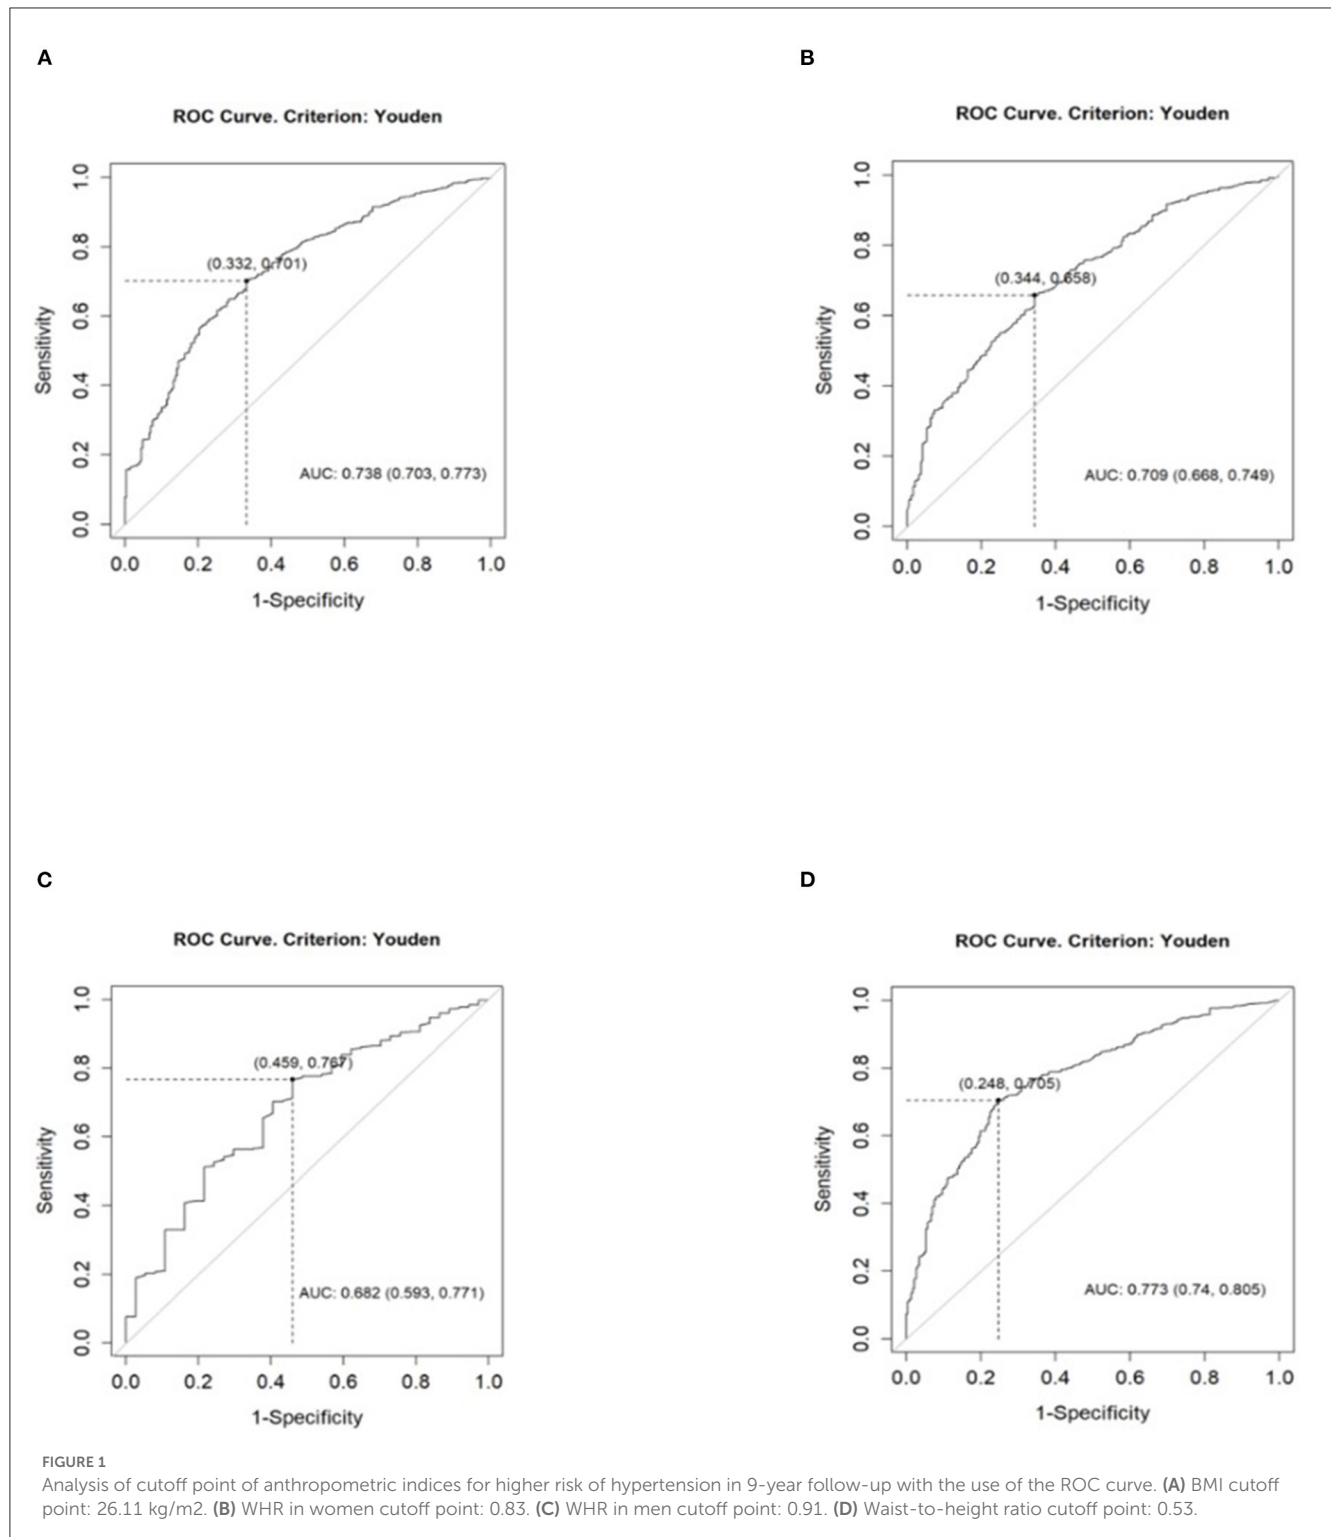 A
ROC Curve. Criterion: Youden
1.0
0.8
0.6
0.4
0.2
0.0
Sensitivity
(0.332, 0.701)
AUC: 0.738 (0.703, 0.773)
0.0 0.2 0.4 0.6 0.8 1.0
1-Specificity
B
ROC Curve. Criterion: Youden
1.0
0.8
0.6
0.4
0.2
0.0
Sensitivity
(0.344, 0.658)
AUC: 0.709 (0.668, 0.749)
0.0 0.2 0.4 0.6 0.8 1.0
1-Specificity
C
ROC Curve. Criterion: Youden
1.0
0.8
0.6
0.4
0.2
0.0
Sensitivity
(0.459, 0.767)
AUC: 0.682 (0.593, 0.771)
0.0 0.2 0.4 0.6 0.8 1.0
1-Specificity
D
ROC Curve. Criterion: Youden
1.0
0.8
0.6
0.4
0.2
0.0
Sensitivity
(0.248, 0.705)
AUC: 0.773 (0.74, 0.805)
0.0 0.2 0.4 0.6 0.8 1.0
1-Specificity
FIGURE 1
Analysis of cutoff point of anthropometric indices for higher risk of hypertension in 9-year follow-up with the use of the ROC curve. (A) BMI cutoff
point: 26.11 kg/m2. (B) WHR in women cutoff point: 0.83. (C) WHR in men cutoff point: 0.91. (D) Waist-to-height ratio cutoff point: 0.53.